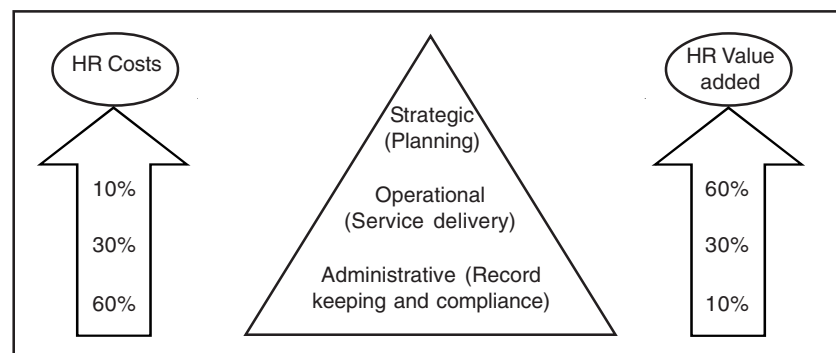 HR Costs
10%
30%
60%
Strategic
(Planning)
Operational
(Service delivery)
Administrative (Record
keeping and compliance)
HR Value
added
60%
30%
10%